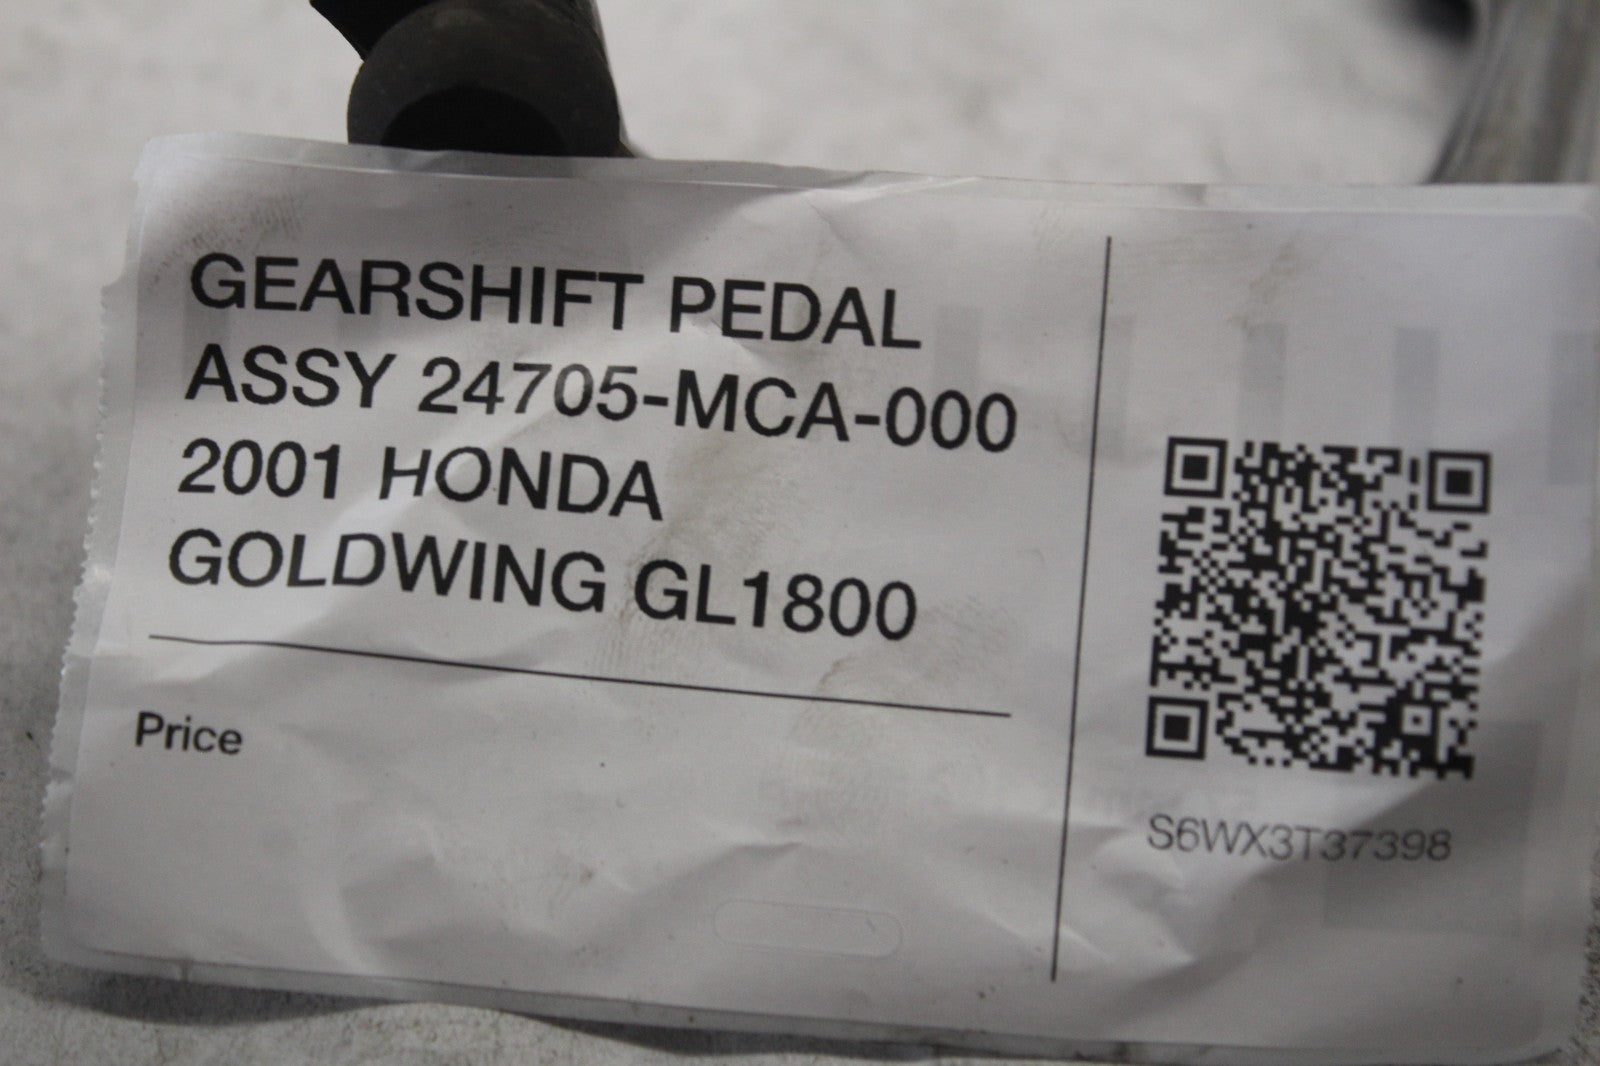 GEARSHIFT PEDAL
ASSY 24705-MCA-000
2001 HONDA
GOLDWING GL1800
Price
S6WX3T37398